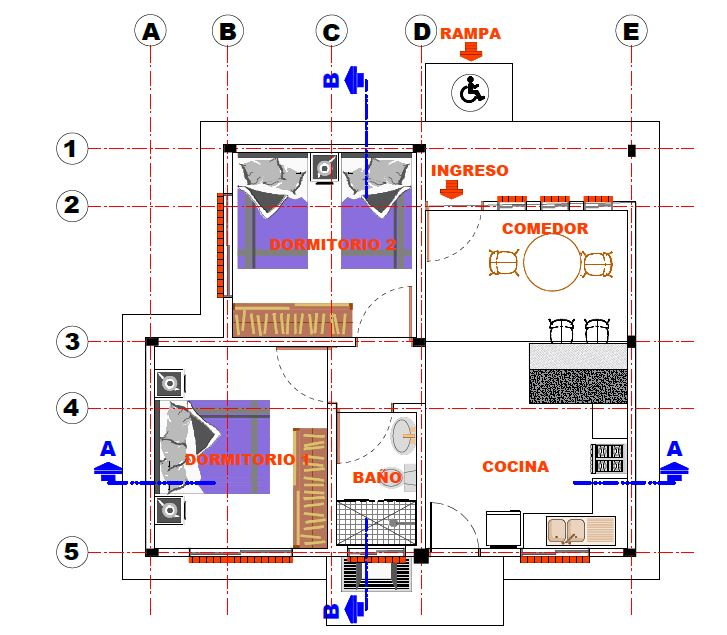 A B C D E
RAMPA
B
1
INGRESO
2
COMEDOR
DORMITORIO 2
3
4
A
A
DORMITORIO 1
COCINA
BAÑO
5
B